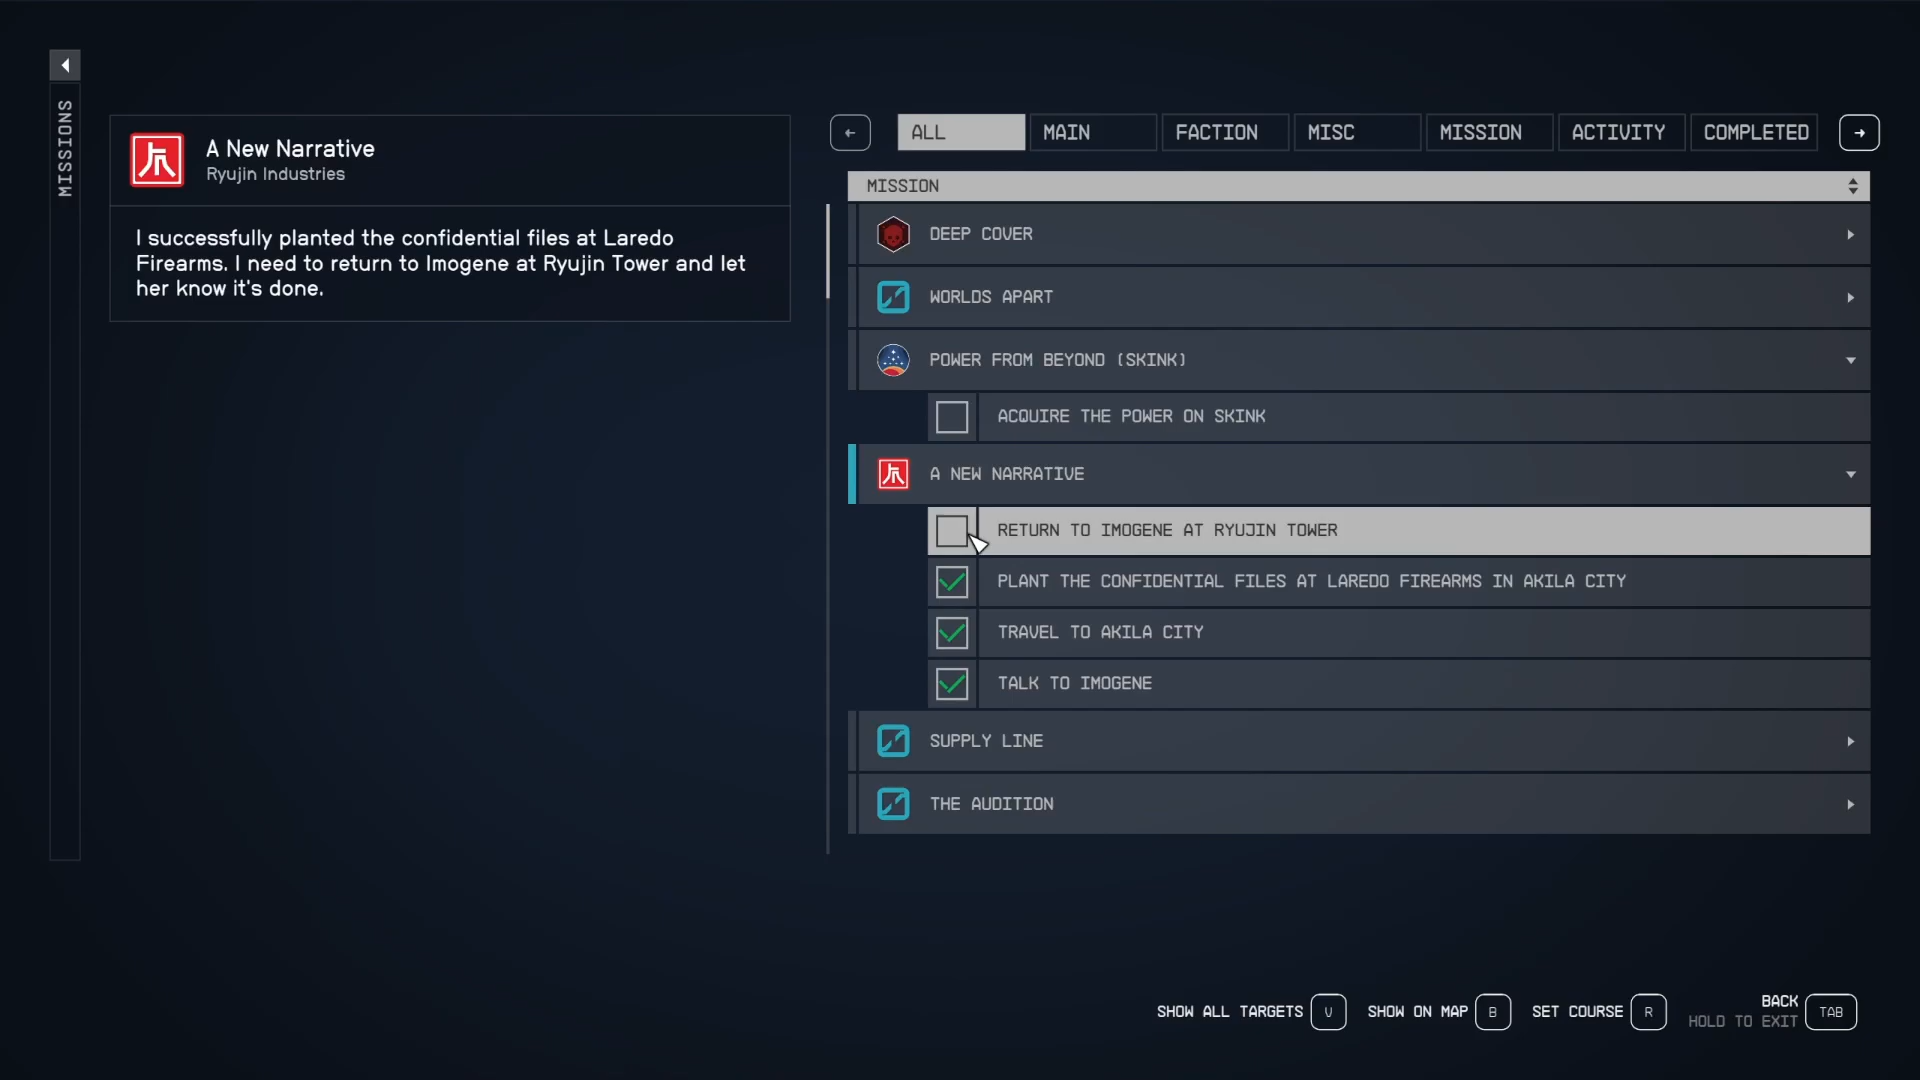 MISSIONS
A New Narrative
Ryujin Industries
I successfully planted the confidential files at Laredo
Firearms. I need to return to Imogene at Ryujin Tower and let
her know it's done.
ALL
MAIN
FACTION
MISC
MISSION
ACTIVITY
COMPLETED
MISSION
DEEP COVER
WORLDS APART
POWER FROM BEYOND (SKINK)
ACQUIRE THE POWER ON SKINK
A NEW NARRATIVE
RETURN TO IMOGENE AT RYUJIN TOWER
PLANT THE CONFIDENTIAL FILES AT LAREDO FIREARMS IN AKILA CITY
TRAVEL TO AKILA CITY
TALK TO IMOGENE
SUPPLY LINE
THE AUDITION
SHOW ALL TARGETS V
SHOW ON MAP B
SET COURSE R
BACK
HOLD TO EXIT
TAB